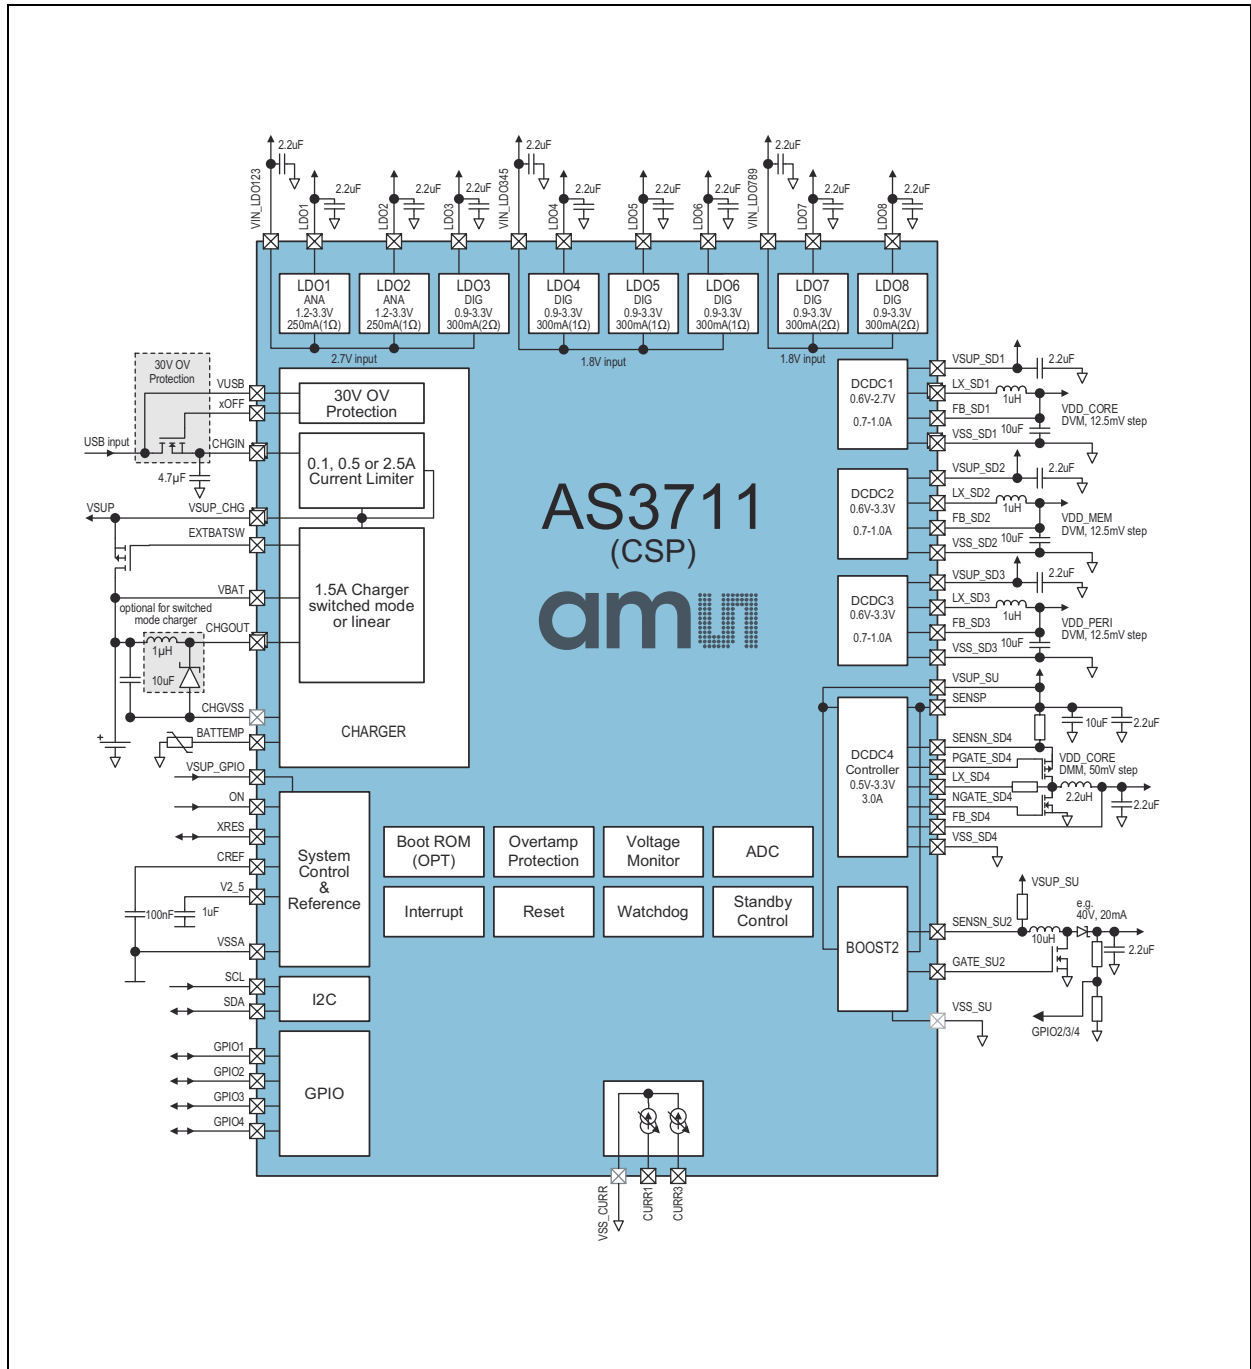 2.2uF
2.2uF
2.2uF
2.2uF
2.2uF
2.2uF
2.2uF
2.2uF
2.2uF
2.2uF
2.2uF
VIN_LDO123
LDO1
LDO2
LDO3
VIN_LDO345
LDO4
LDO5
LDO6
VIN_LDO789
LDO7
LDO8
LDO1
ANA
1.2-3.3V
250mA(1Ω)
LDO2
ANA
1.2-3.3V
250mA(1Ω)
LDO3
DIG
0.9-3.3V
300mA(2Ω)
LDO4
DIG
0.9-3.3V
300mA(1Ω)
LDO5
DIG
0.9-3.3V
300mA(1Ω)
LDO6
DIG
0.9-3.3V
300mA(1Ω)
LDO7
DIG
0.9-3.3V
300mA(2Ω)
LDO8
DIG
0.9-3.3V
300mA(2Ω)
2.7V input
1.8V input
1.8V input
30V OV
Protection
VUSB
xOFF
USB input
CHGIN
4.7µF
VSUP
VSUP_CHG
EXTBATSW
VBAT
optional for switched
mode charger
CHGOUT
1µH
10uF
CHGVSS
BATTEMP
+
VSUP_GPIO
ON
XRES
CREF
V2_5
100nF
1uF
VSSA
SCL
SDA
GPIO1
GPIO2
GPIO3
GPIO4
30V OV
Protection
0.1, 0.5 or 2.5A
Current Limiter
1.5A Charger
switched mode
or linear
CHARGER
System
Control
&
Reference
I2C
GPIO
AS3711
(CSP)
am
Boot ROM
(OPT)
Overtamp
Protection
Voltage
Monitor
ADC
Interrupt
Reset
Watchdog
Standby
Control
DCDC1
0.6V-2.7V
0.7-1.0A
VSUP_SD1
2.2uF
LX_SD1
1uH
FB_SD1
10uF
VDD_CORE
DVM, 12.5mV step
VSS_SD1
DCDC2
0.6V-3.3V
0.7-1.0A
VSUP_SD2
2.2uF
LX_SD2
1uH
FB_SD2
10uF
VDD_MEM
DVM, 12.5mV step
VSS_SD2
DCDC3
0.6V-3.3V
0.7-1.0A
VSUP_SD3
2.2uF
LX_SD3
1uH
FB_SD3
10uF
VDD_PERI
DVM, 12.5mV step
VSS_SD3
VSUP_SU
SENSP
10uF
2.2uF
DCDC4
Controller
0.5V-3.3V
3.0A
SENSN_SD4
PGATE_SD4
VDD_CORE
DMM, 50mV step
LX_SD4
2.2uH
NGATE_SD4
2.2uF
FB_SD4
VSS_SD4
BOOST2
VSUP_SU
e.g.
40V, 20mA
SENSN_SU2
10uH
2.2uF
GATE_SU2
VSS_SU
GPIO2/3/4
VSS_CURR
CURR1
CURR3